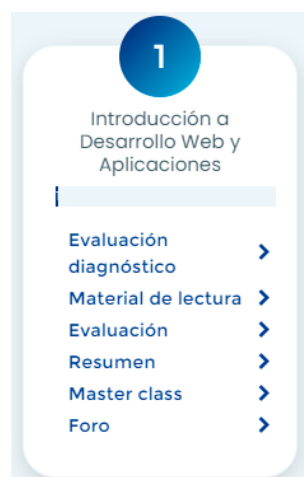 1
Introducción a
Desarrollo Web y
Aplicaciones
Evaluación
diagnóstico
Material de lectura
Evaluación
Resumen
Master class
Foro